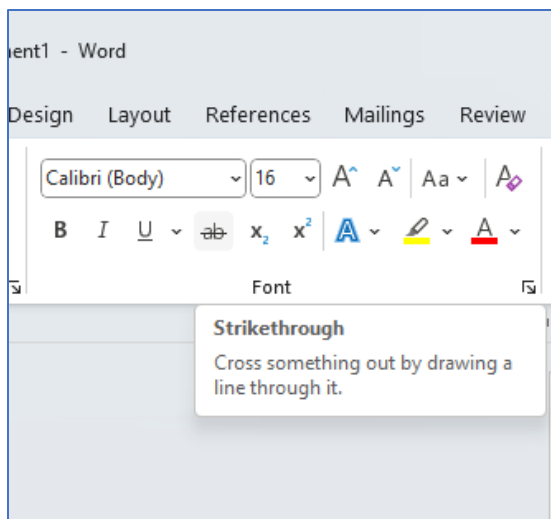 ment1 - Word
Design Layout References Mailings Review
Calibri (Body) 16 A A Aa A
B I U ab x2 x2 A A
Font
Strikethrough
Cross something out by drawing a
line through it.